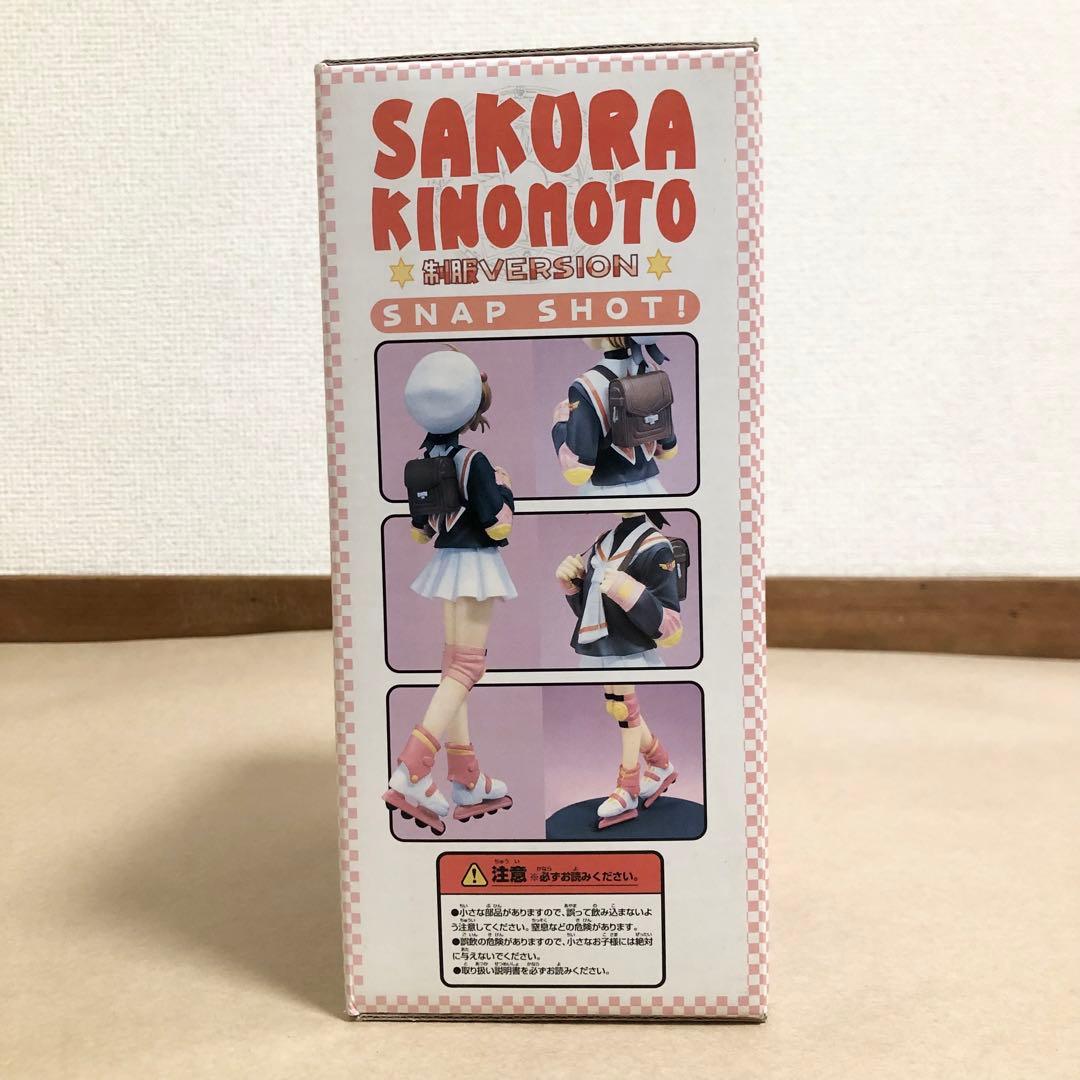 SAKURA
KINOMOTO
制服VERSION
SNAP SHOT!
注意 ※必ずお読みください。
●小さな部品がありますので、誤って飲み込まないよ
う注意してください。窒息などの危険があります。
●誤飲の危険がありますので、小さなお子様には絶対
に与えないでください。
●取り扱い説明書を必ずお読みください。